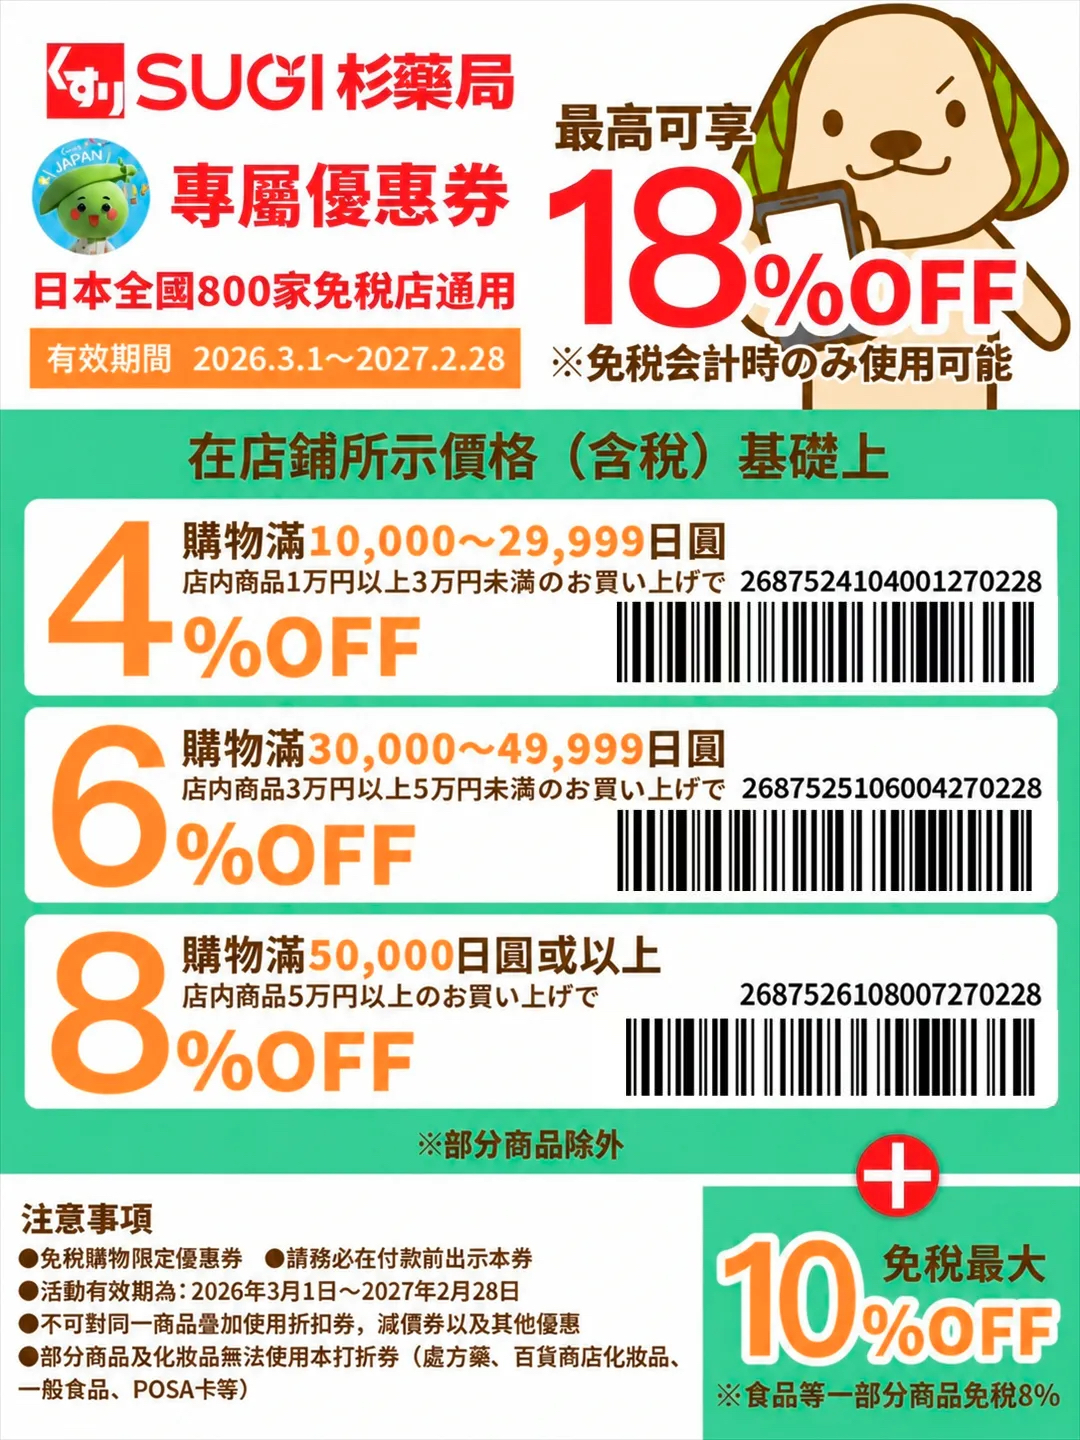 くすり SUGI 杉藥局
JAPAN
專屬優惠券
日本全國800家免稅店通用
有效期間 2026.3.1～2027.2.28
最高可享
18%OFF
※免税会計時のみ使用可能
在店鋪所示價格（含稅）基礎上
4%OFF
購物滿10,000～29,999日圓
店内商品1万円以上3万円未満のお買い上げで
2687524104001270228
6%OFF
購物滿30,000～49,999日圓
店内商品3万円以上5万円未満のお買い上げで
2687525106004270228
8%OFF
購物滿50,000日圓或以上
店内商品5万円以上のお買い上げで
2687526108007270228
※部分商品除外
注意事項
●免稅購物限定優惠券 ●請務必在付款前出示本券
●活動有效期為：2026年3月1日～2027年2月28日
●不可對同一商品疊加使用折扣券，減價券以及其他優惠
●部分商品及化妝品無法使用本打折券（處方藥、百貨商店化妝品、
一般食品、POSA卡等）
+
免稅最大
10%OFF
※食品等一部分商品免稅8%